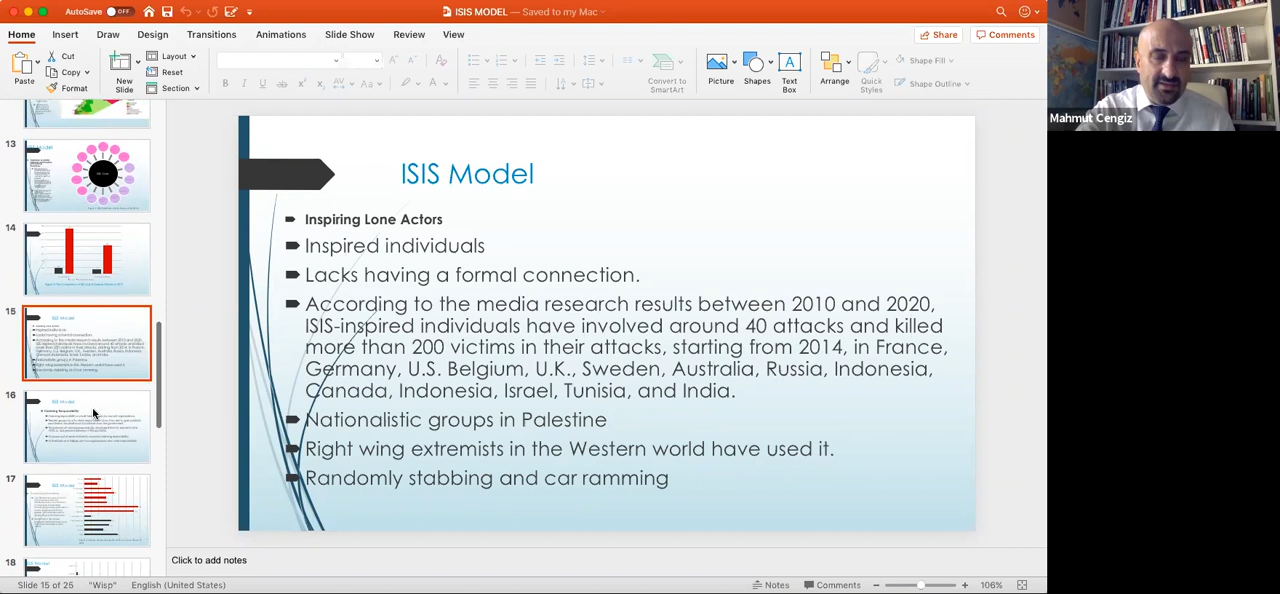 AutoSave
OFF
ISIS MODEL — Saved to my Mac
Home Insert Draw Design Transitions Animations Slide Show Review View
Share
Comments
Paste
Cut
Copy
Format
New
Slide
Layout
Reset
Section
B I U ab
Convert to
SmartArt
Picture
Shapes
Text
Box
Arrange
Quick
Styles
Shape Fill
Shape Outline
Mahmut Cengiz
13
14
15
16
17
18
ISIS Model
Inspiring Lone Actors
Inspired individuals
Lacks having a formal connection.
According to the media research results between 2010 and 2020,
ISIS-inspired individuals have involved around 40 attacks and killed
more than 200 victims in their attacks, starting from 2014, in France,
Germany, U.S. Belgium, U.K., Sweden, Australia, Russia, Indonesia,
Canada, Indonesia, Israel, Tunisia, and India.
Nationalistic groups in Palestine
Right wing extremists in the Western world have used it.
Randomly stabbing and car ramming
Click to add notes
Slide 15 of 25 "Wisp" English (United States)
Notes
Comments
106%